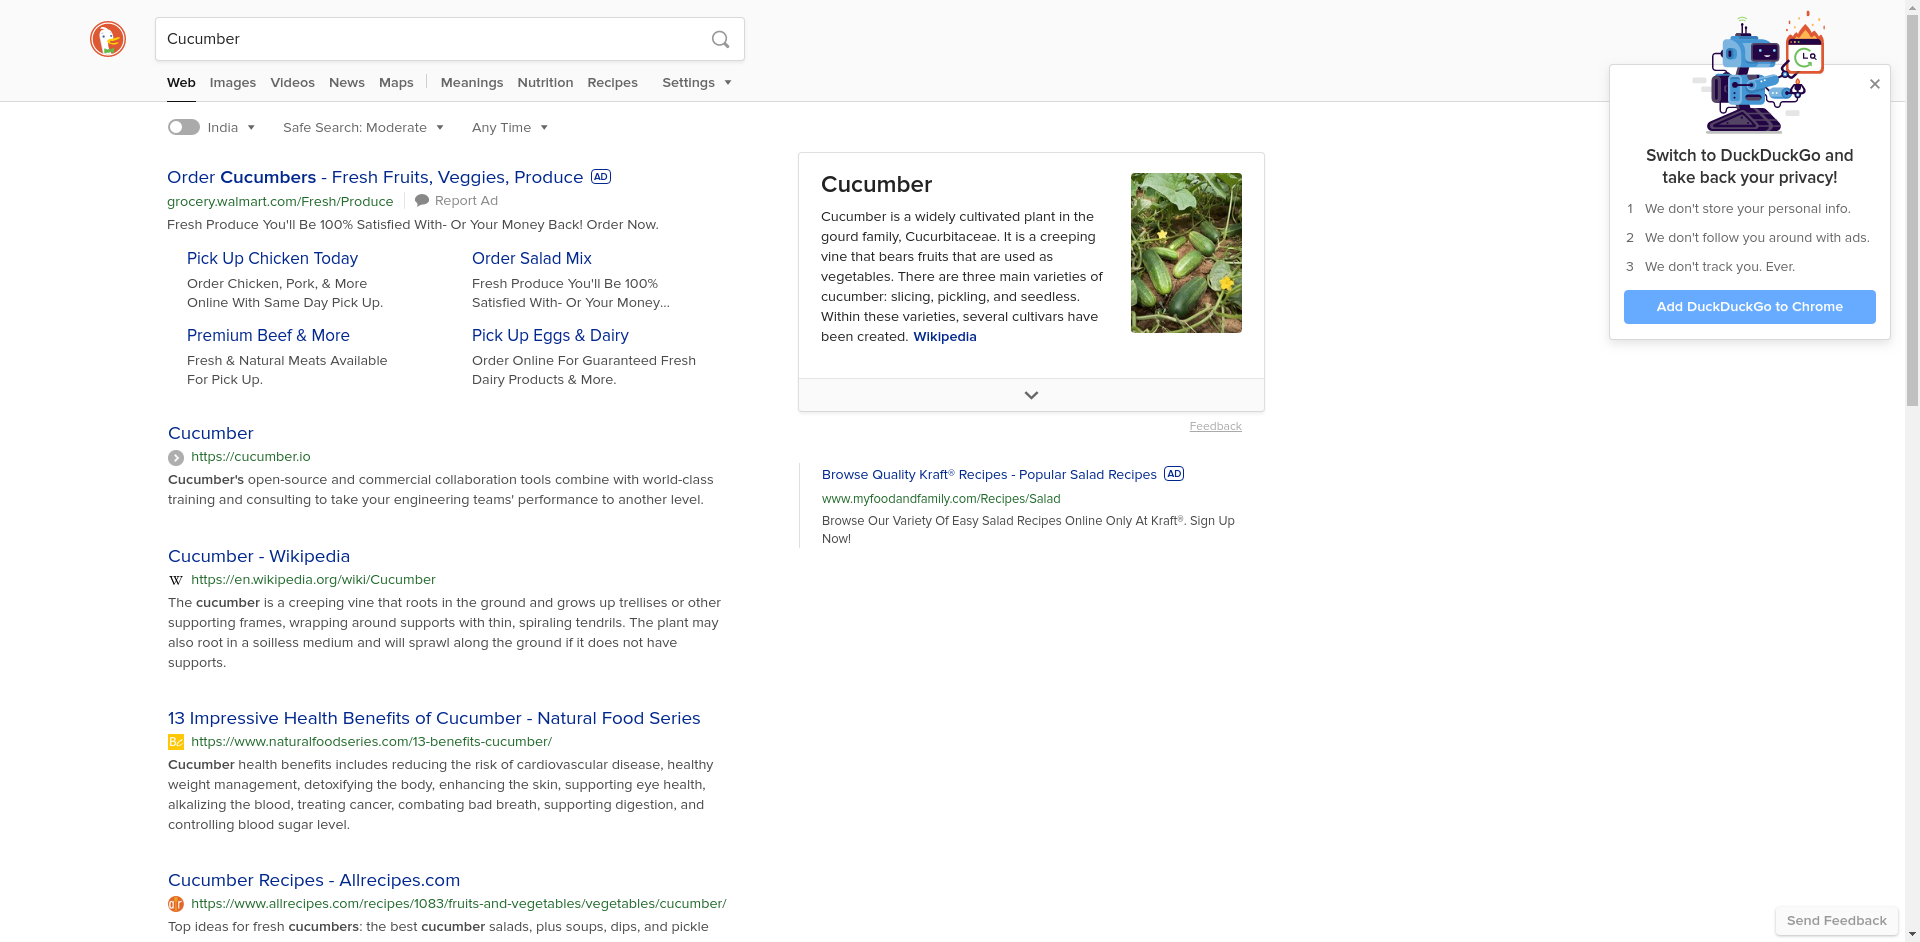 Cucumber
Web Images Videos News Maps Meanings Nutrition Recipes Settings
India Safe Search: Moderate Any Time
Order Cucumbers - Fresh Fruits, Veggies, Produce AD
grocery.walmart.com/Fresh/Produce Report Ad
Fresh Produce You'll Be 100% Satisfied With- Or Your Money Back! Order Now.
Pick Up Chicken Today
Order Chicken, Pork, & More
Online With Same Day Pick Up.
Order Salad Mix
Fresh Produce You'll Be 100%
Satisfied With- Or Your Money...
Premium Beef & More
Fresh & Natural Meats Available
For Pick Up.
Pick Up Eggs & Dairy
Order Online For Guaranteed Fresh
Dairy Products & More.
Cucumber
https://cucumber.io
Cucumber's open-source and commercial collaboration tools combine with world-class
training and consulting to take your engineering teams' performance to another level.
Cucumber - Wikipedia
W https://en.wikipedia.org/wiki/Cucumber
The cucumber is a creeping vine that roots in the ground and grows up trellises or other
supporting frames, wrapping around supports with thin, spiraling tendrils. The plant may
also root in a soilless medium and will sprawl along the ground if it does not have
supports.
13 Impressive Health Benefits of Cucumber - Natural Food Series
https://www.naturalfoodseries.com/13-benefits-cucumber/
Cucumber health benefits includes reducing the risk of cardiovascular disease, healthy
weight management, detoxifying the body, enhancing the skin, supporting eye health,
alkalizing the blood, treating cancer, combating bad breath, supporting digestion, and
controlling blood sugar level.
Cucumber Recipes - Allrecipes.com
https://www.allrecipes.com/recipes/1083/fruits-and-vegetables/vegetables/cucumber/
Top ideas for fresh cucumbers: the best cucumber salads, plus soups, dips, and pickle
Cucumber
Cucumber is a widely cultivated plant in the
gourd family, Cucurbitaceae. It is a creeping
vine that bears fruits that are used as
vegetables. There are three main varieties of
cucumber: slicing, pickling, and seedless.
Within these varieties, several cultivars have
been created. Wikipedia
Feedback
Browse Quality Kraft® Recipes - Popular Salad Recipes AD
www.myfoodandfamily.com/Recipes/Salad
Browse Our Variety Of Easy Salad Recipes Online Only At Kraft®. Sign Up
Now!
Switch to DuckDuckGo and
take back your privacy!
1 We don't store your personal info.
2 We don't follow you around with ads.
3 We don't track you. Ever.
Add DuckDuckGo to Chrome
Send Feedback